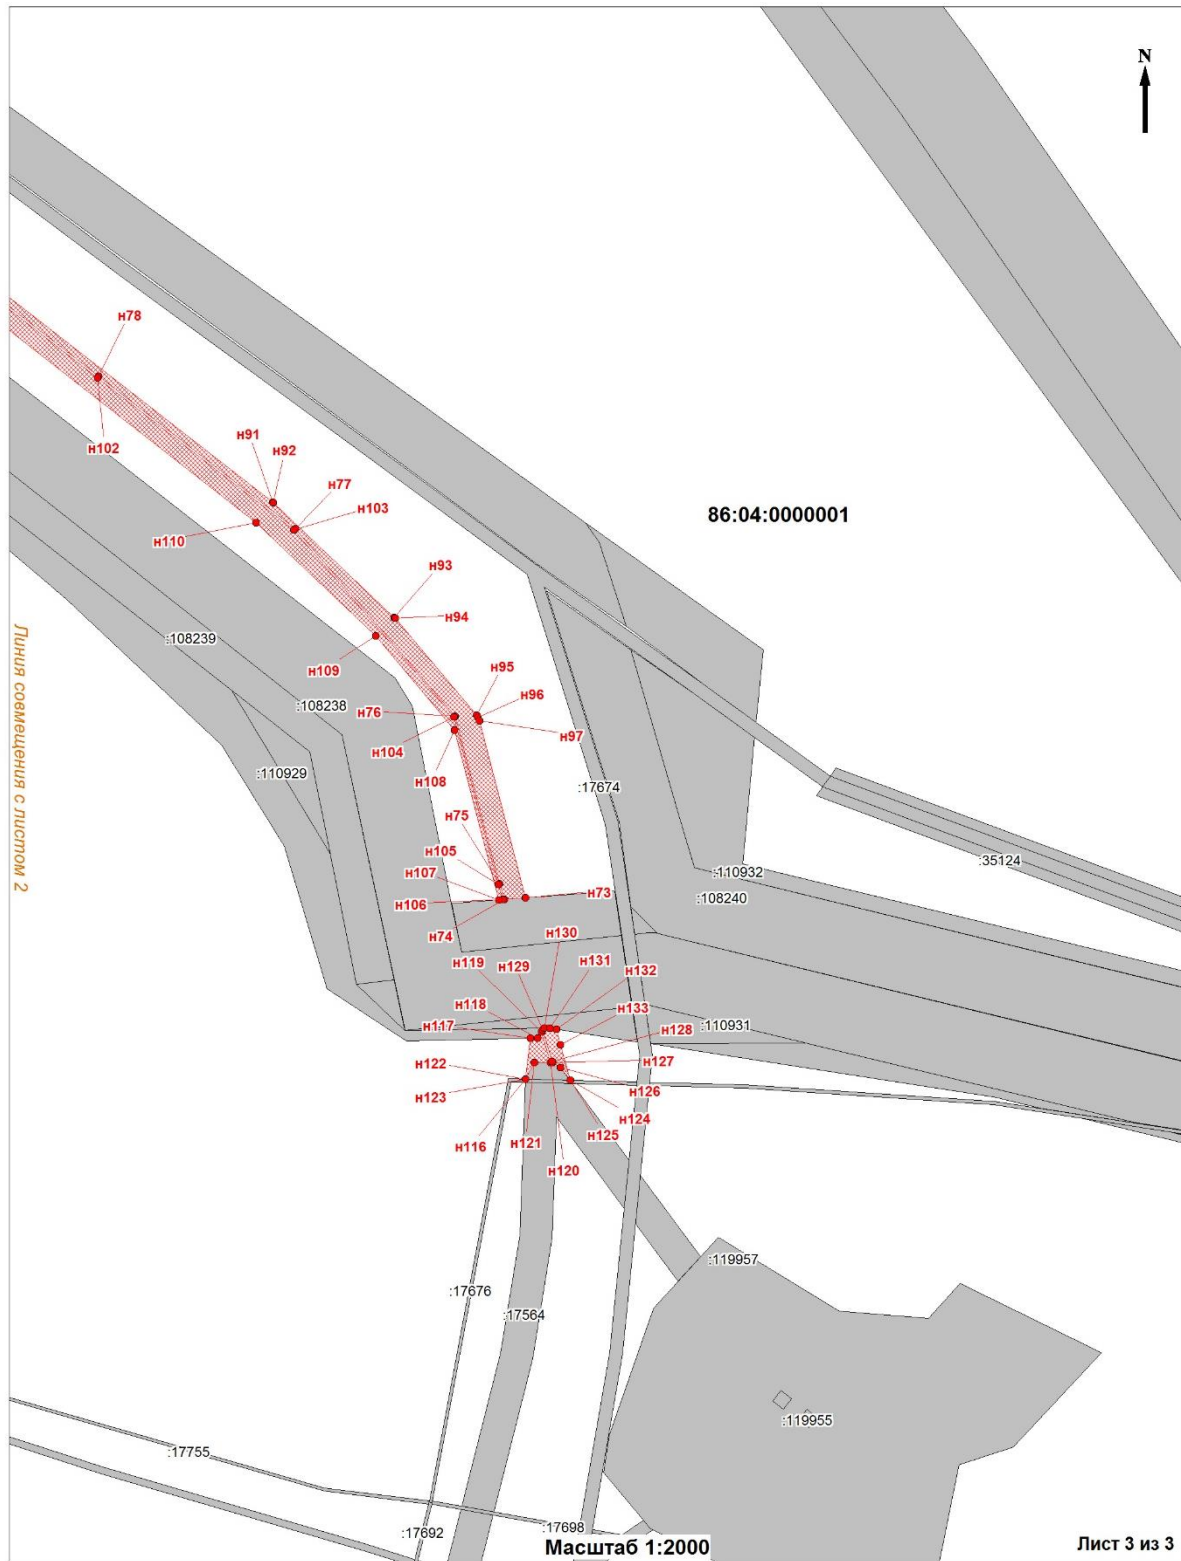 N
н78
н102
н91
н92
н77
н103
86:04:0000001
н110
н93
н94
Линия совмещения с листом 2
:108239
н109
н95
:108238
н76
н96
н104
н97
н108
:110929
:17674
н75
н105
:35124
н107
:110932
н106
н73
:108240
н74
н130
н119
н129
н131
н132
н118
н133
н117
:110931
н128
н122
н127
н123
н126
н124
н116
н121
н125
н120
:119957
:17676
:17564
:119955
:17755
:17692
:17698
Масштаб 1:2000
Лист 3 из 3